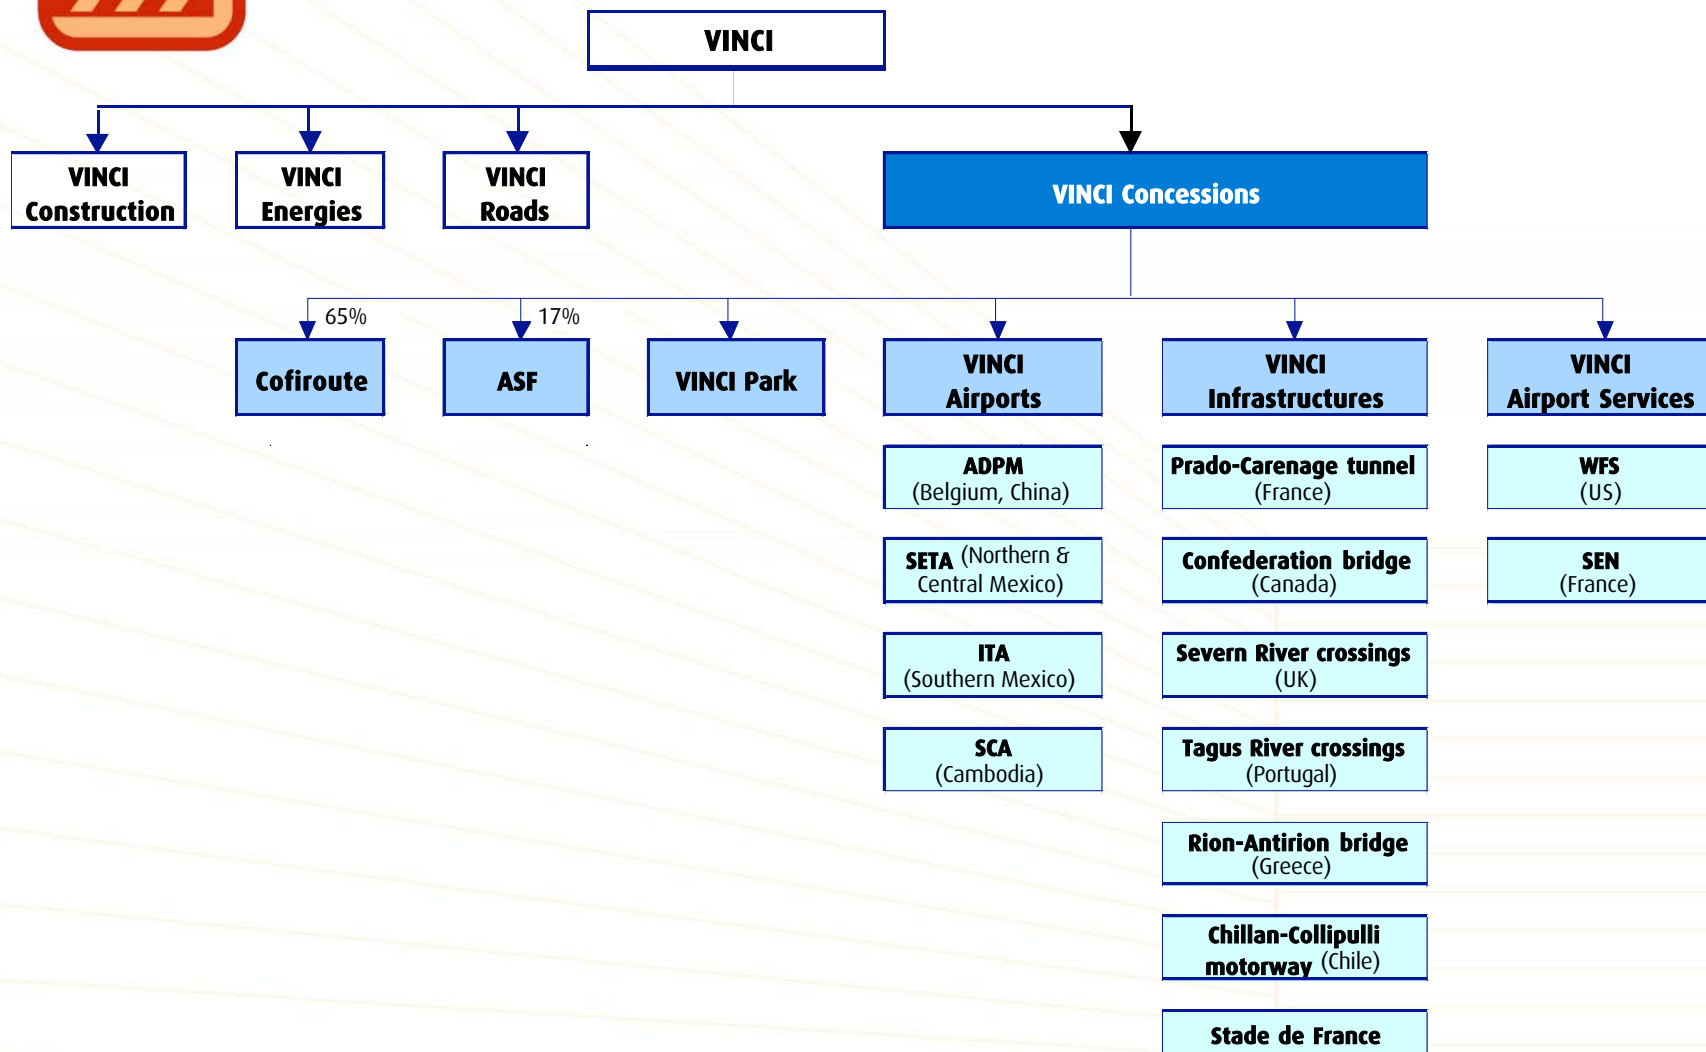 VINCI
VINCI
Construction
VINCI
Energies
VINCI
Roads
VINCI Concessions
65%
17%
Cofiroute
ASF
VINCI Park
VINCI
Airports
VINCI
Infrastructures
VINCI
Airport Services
ADPM
(Belgium, China)
SETA (Northern &
Central Mexico)
ITA
(Southern Mexico)
SCA
(Cambodia)
Prado-Carenage tunnel
(France)
Confederation bridge
(Canada)
Severn River crossings
(UK)
Tagus River crossings
(Portugal)
Rion-Antirion bridge
(Greece)
Chillan-Collipulli
motorway (Chile)
Stade de France
WFS
(US)
SEN
(France)